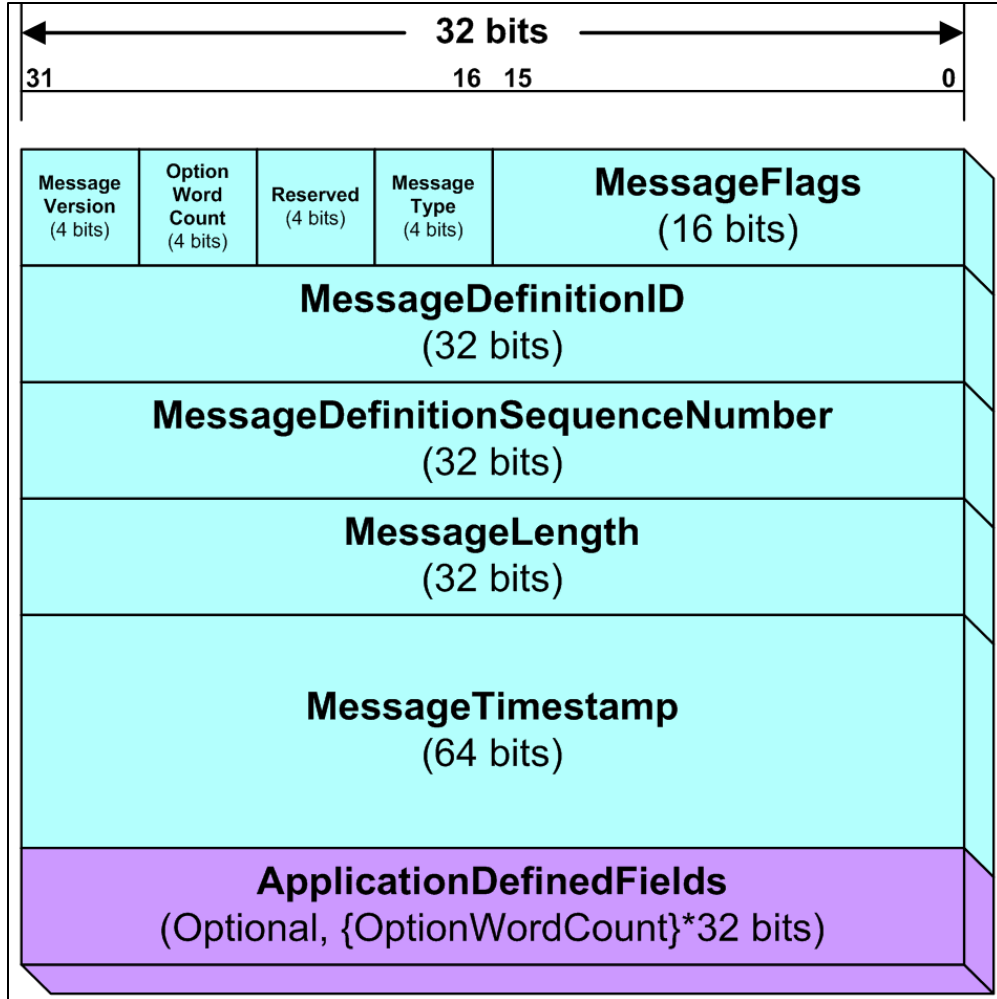 32 bits
31 16 15 0
Message Version (4 bits)
Option Word Count (4 bits)
Reserved (4 bits)
Message Type (4 bits)
MessageFlags
(16 bits)
MessageDefinitionID
(32 bits)
MessageDefinitionSequenceNumber
(32 bits)
MessageLength
(32 bits)
MessageTimestamp
(64 bits)
ApplicationDefinedFields
(Optional, {OptionWordCount}*32 bits)